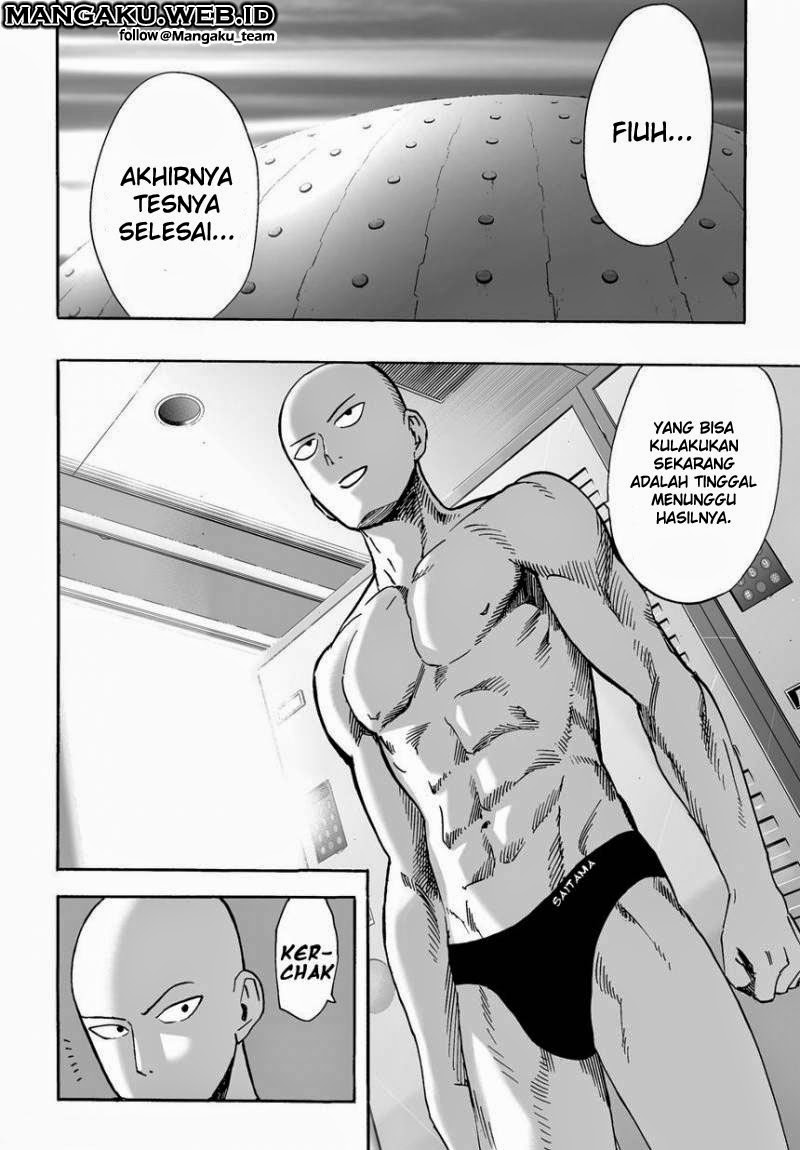 MANGAKU.WEB.ID
follow @Mangaku_team
FIUH...
AKHIRNYA
TESNYA
SELESAI...
YANG BISA
KULAKUKAN
SEKARANG
ADALAH TINGGAL
MENUNGGU
HASILNYA.
SAITAMA
KER-
CHAK